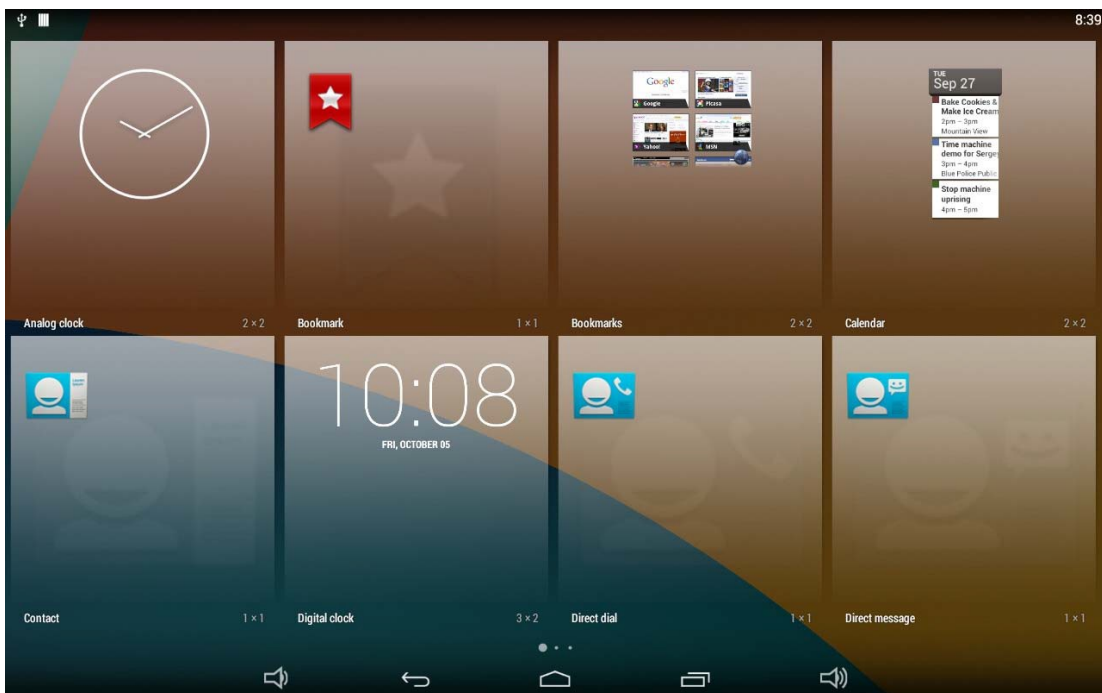 8:39
Google
Google
Picasa
Yahoo!
MSN
TUE
Sep 27
Bake Cookies &
Make Ice Cream
2pm – 3pm
Mountain View
Time machine
demo for Sergey
3pm – 4pm
Blue Police Public
Stop machine
uprising
4pm – 5pm
Analog clock 2 × 2
Bookmark 1 × 1
Bookmarks 2 × 2
Calendar 2 × 2
10:08
FRI, OCTOBER 05
Contact 1 × 1
Digital clock 3 × 2
Direct dial 1 × 1
Direct message 1 × 1